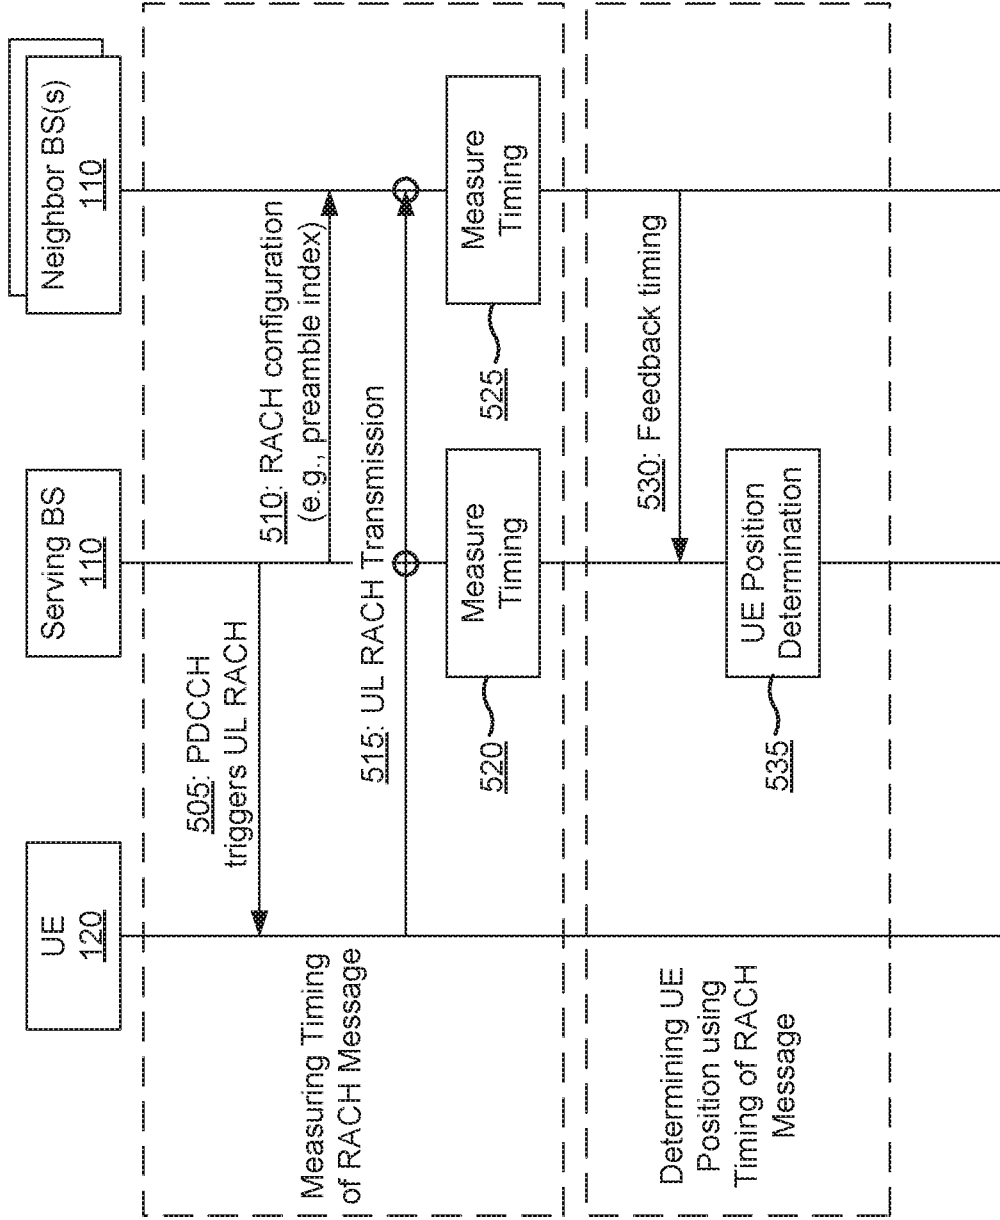 UE
120
Serving BS
110
Neighbor BS(s)
110
Measuring Timing
of RACH Message
505: PDCCH
triggers UL RACH
510: RACH configuration
(e.g., preamble index)
515: UL RACH Transmission
Measure
Timing
520
Measure
Timing
525
Determining UE
Position using
Timing of RACH
Message
530: Feedback timing
UE Position
Determination
535